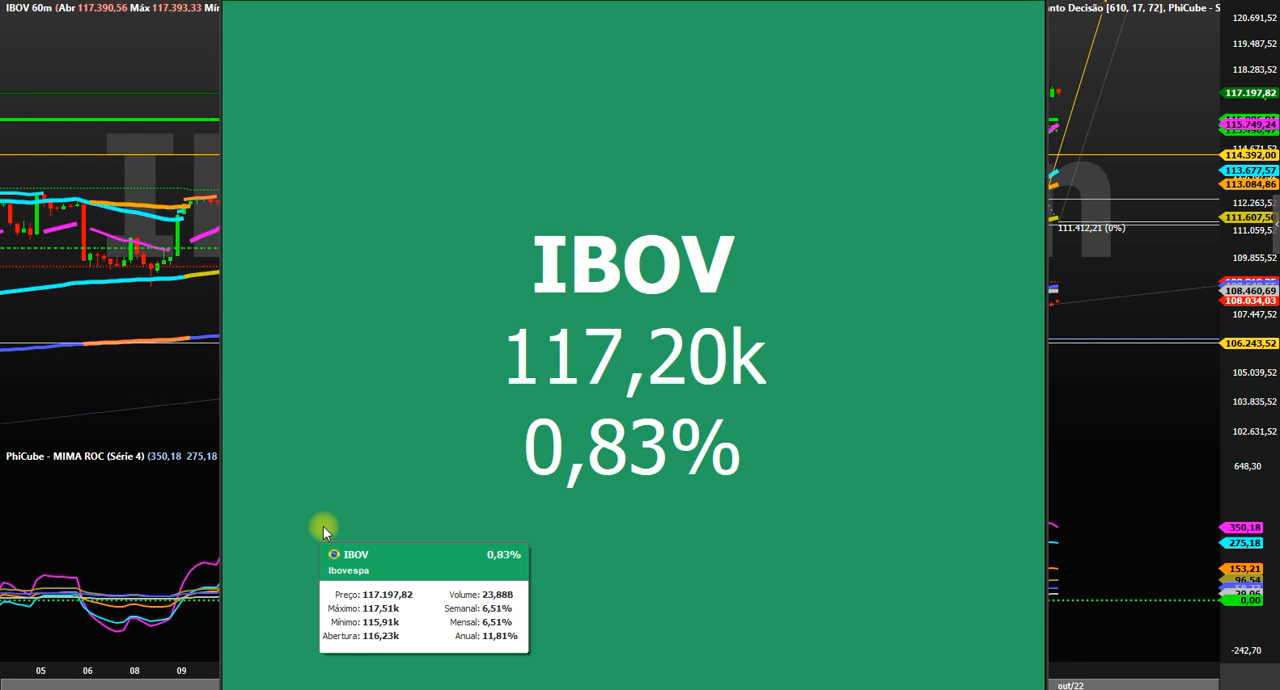 IBOV 60m (Abr 117.390,56 Máx 117.393,33 Mír
anto Decisão [610, 17, 72], PhiCube - S
120.691,52
119.487,52
118.283,52
117.197,82
115.749,24
114.392,00
113.677,57
113.084,86
112.263,52
111.607,50
111.059,5
111.412,21 (0%)
109.855,52
108.460,69
108.034,03
107.447,52
106.243,52
105.039,52
103.835,52
102.631,52
IBOV
117,20k
0,83%
IBOV 0,83%
Ibovespa
Preço: 117.197,82 Volume: 23,88B
Máximo: 117,51k Semanal: 6,51%
Mínimo: 115,91k Mensal: 6,51%
Abertura: 116,23k Anual: 11,81%
PhiCube - MIMA ROC (Série 4) (350,18 275,18
648,30
350,18
275,18
153,21
96,54
0,00
-242,70
05 06 08 09
out/22